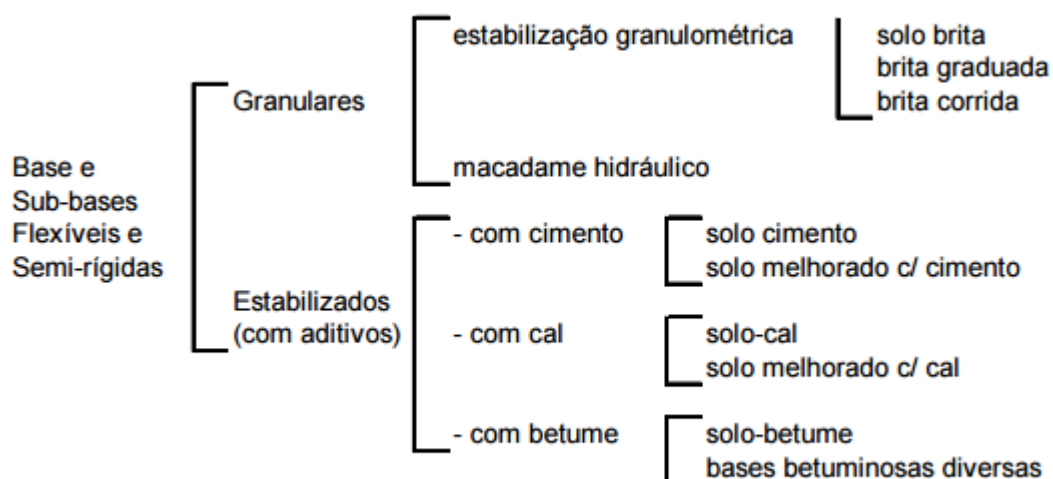 Base e
Sub-bases
Flexíveis e
Semi-rígidas
Granulares
estabilização granulométrica
solo brita
brita graduada
brita corrida
macadame hidráulico
Estabilizados
(com aditivos)
- com cimento
solo cimento
solo melhorado c/ cimento
- com cal
solo-cal
solo melhorado c/ cal
- com betume
solo-betume
bases betuminosas diversas